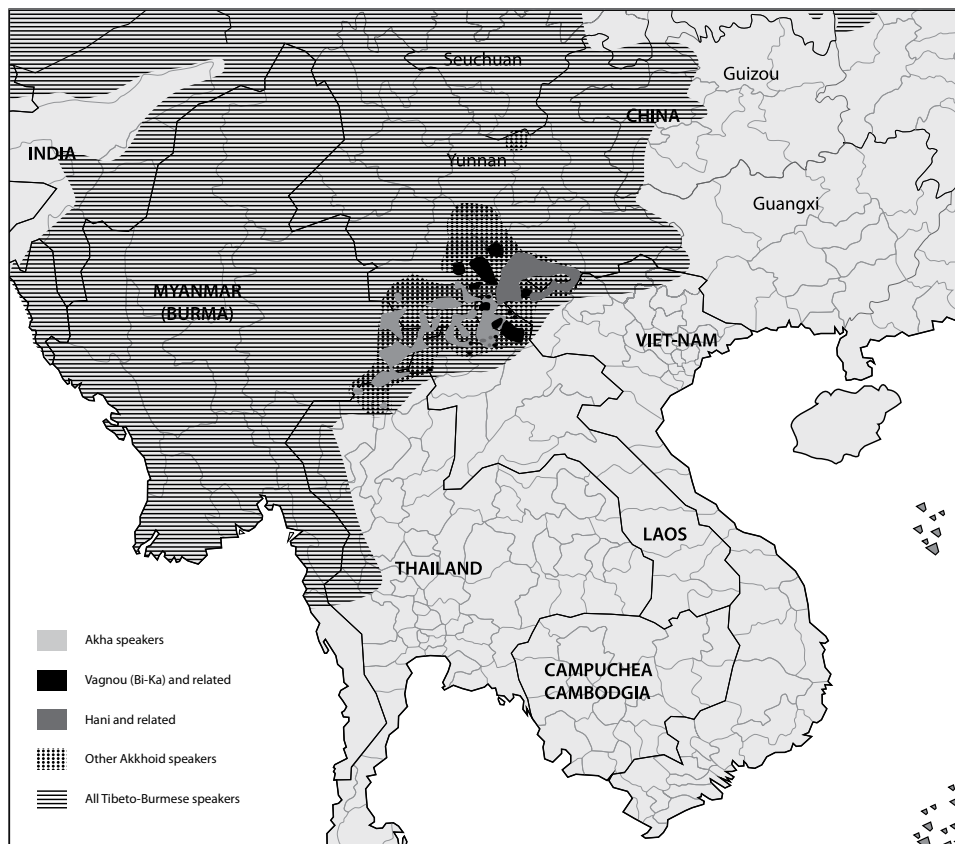 Seuchuan
Guizou
CHINA
INDIA
Yunnan
Guangxi
MYANMAR
(BURMA)
VIET-NAM
LAOS
THAILAND
CAMPUCHEA
CAMBODGIA
Akha speakers
Vagnou (Bi-Ka) and related
Hani and related
Other Akkhoid speakers
All Tibeto-Burmese speakers